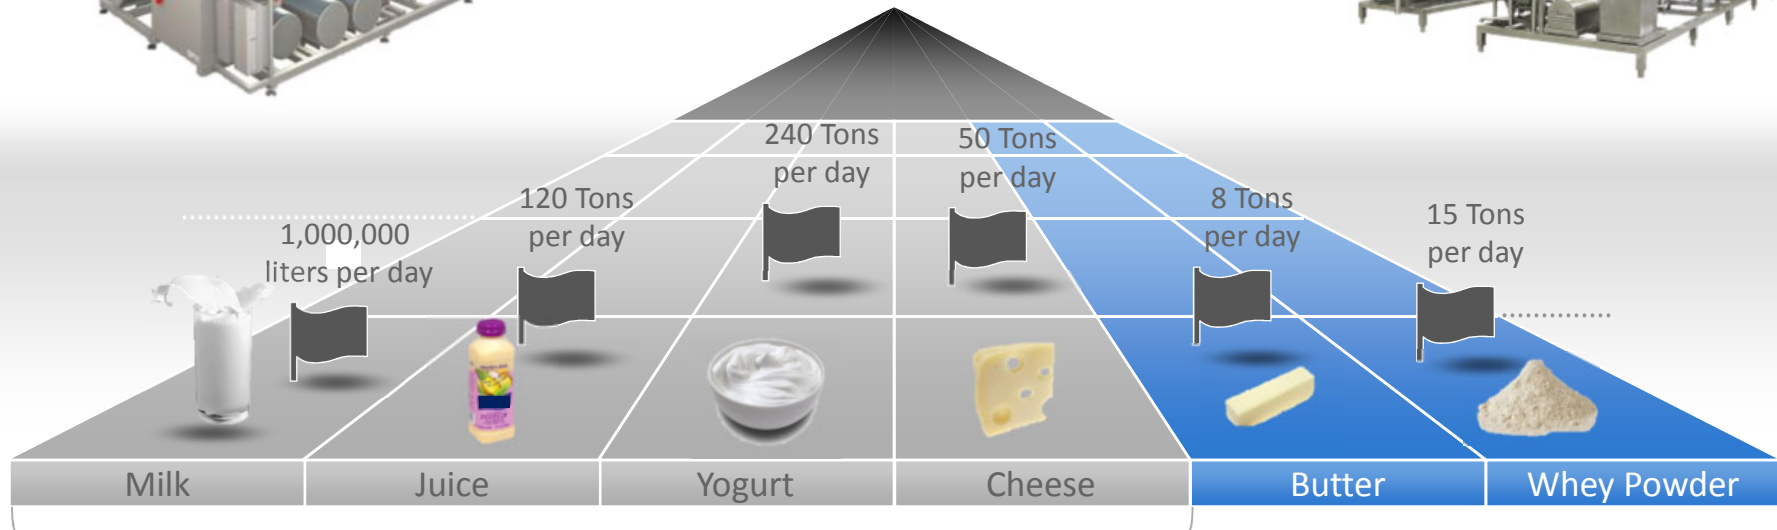 240 Tons
per day
50 Tons
per day
120 Tons
per day
8 Tons
per day
15 Tons
per day
1,000,000
liters per day
Milk
Juice
Yogurt
Cheese
Butter
Whey Powder